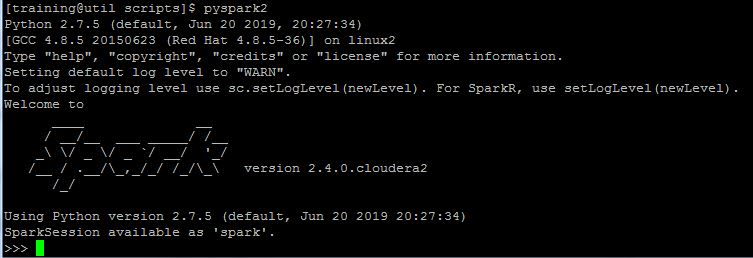 [training@util scripts]$ pyspark2
Python 2.7.5 (default, Jun 20 2019, 20:27:34)
[GCC 4.8.5 20150623 (Red Hat 4.8.5-36)] on linux2
Type "help", "copyright", "credits" or "license" for more information.
Setting default log level to "WARN".
To adjust logging level use sc.setLogLevel(newLevel). For SparkR, use setLogLevel(newLevel).
Welcome to
Spark
version 2.4.0.cloudera2
Using Python version 2.7.5 (default, Jun 20 2019 20:27:34)
SparkSession available as 'spark'.
>>>